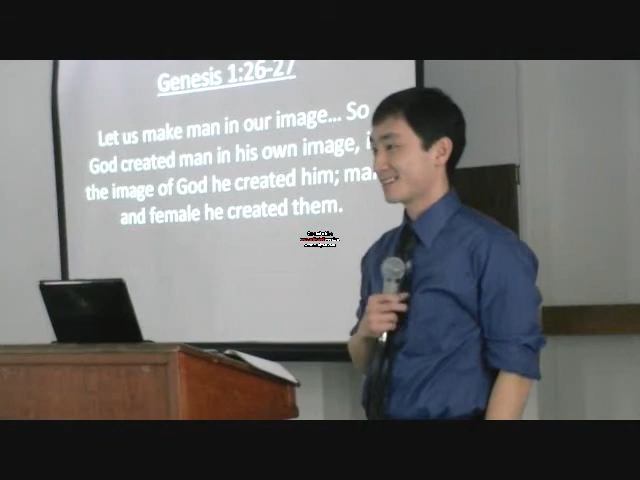 Genesis 1:26-27
Let us make man in our image... So
God created man in his own image, i
the image of God he created him; mal
and female he created them.